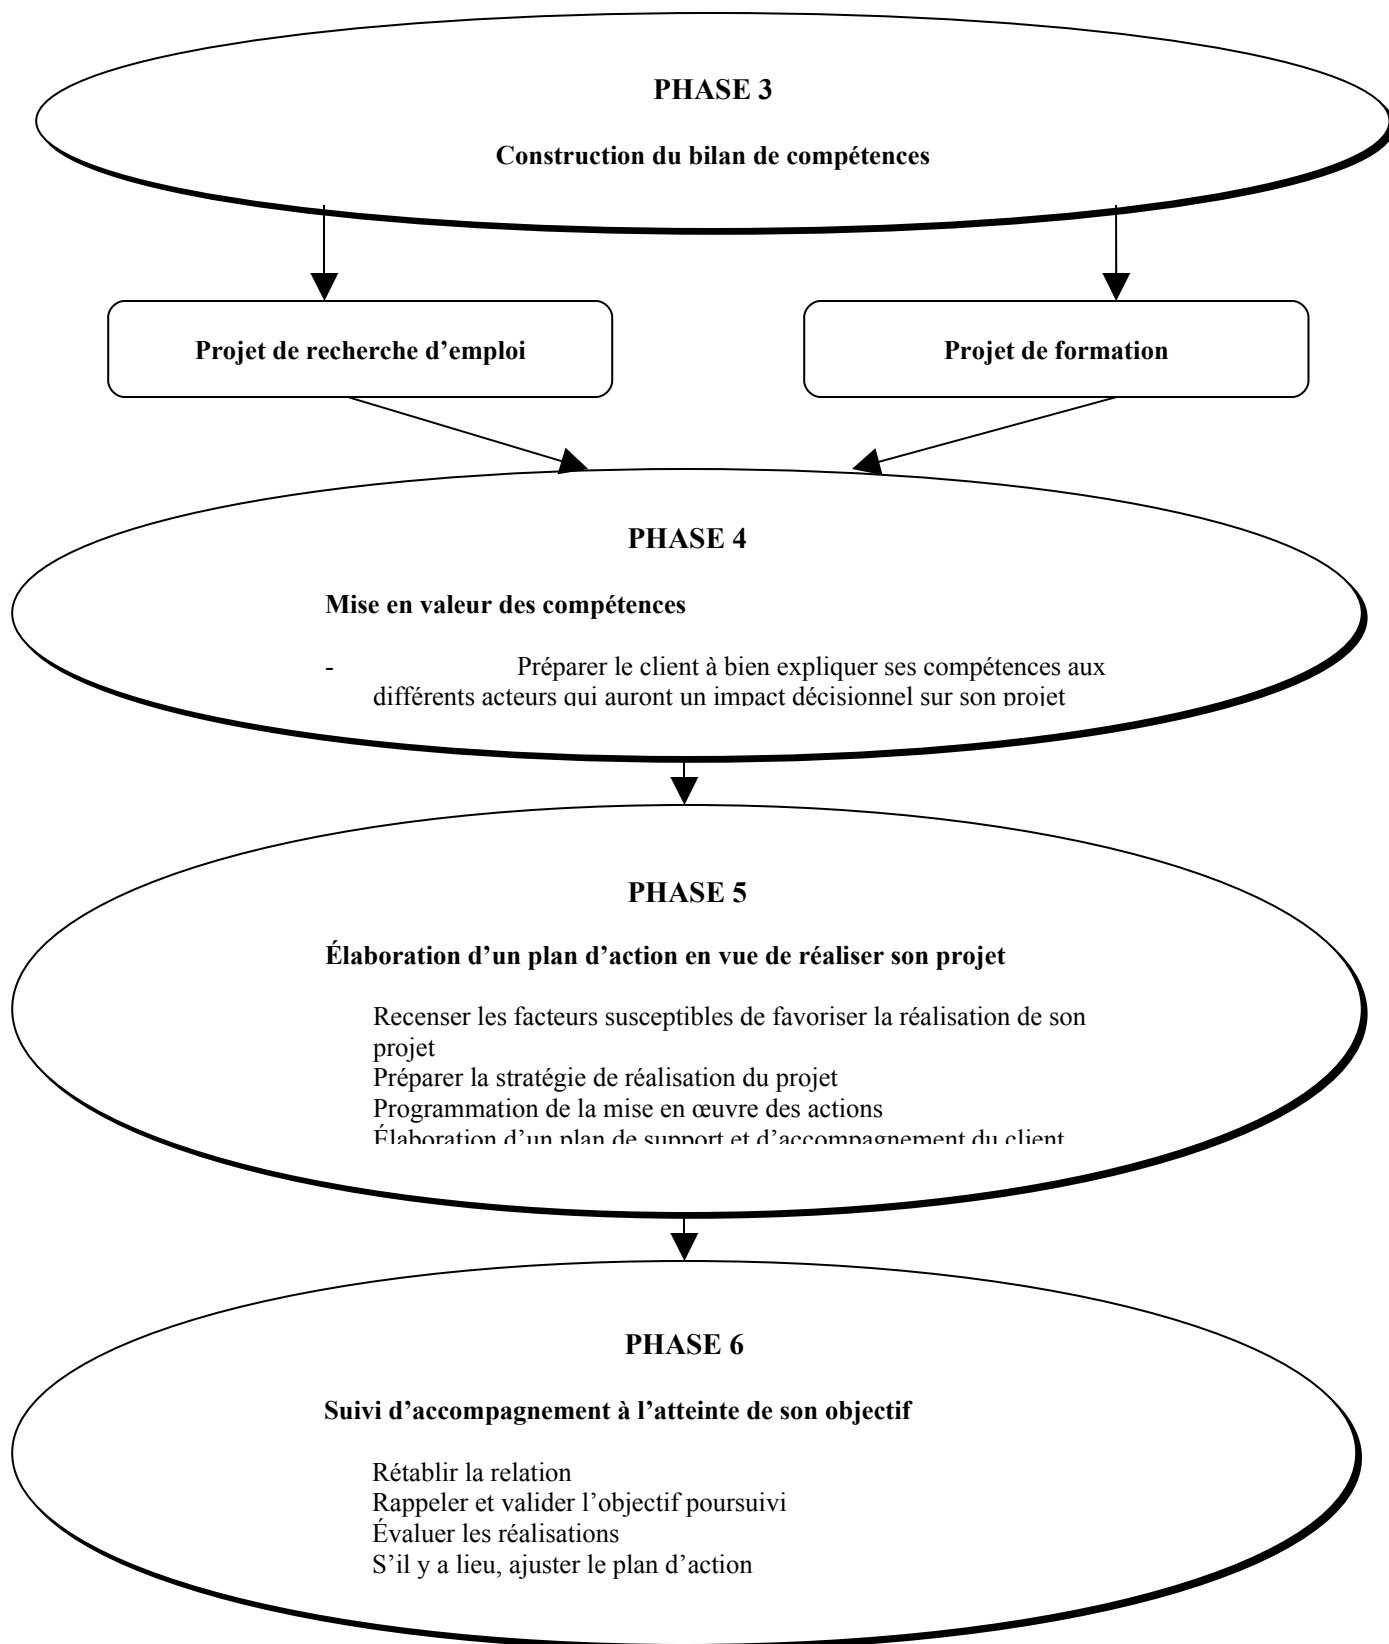 PHASE 3
Construction du bilan de compétences
Projet de recherche d’emploi
Projet de formation
PHASE 4
Mise en valeur des compétences
- Préparer le client à bien expliquer ses compétences aux
différents acteurs qui auront un impact décisionnel sur son projet
PHASE 5
Élaboration d’un plan d’action en vue de réaliser son projet
Recenser les facteurs susceptibles de favoriser la réalisation de son
projet
Préparer la stratégie de réalisation du projet
Programmation de la mise en œuvre des actions
Élaboration d’un plan de support et d’accompagnement du client
PHASE 6
Suivi d’accompagnement à l’atteinte de son objectif
Rétablir la relation
Rappeler et valider l’objectif poursuivi
Évaluer les réalisations
S’il y a lieu, ajuster le plan d’action